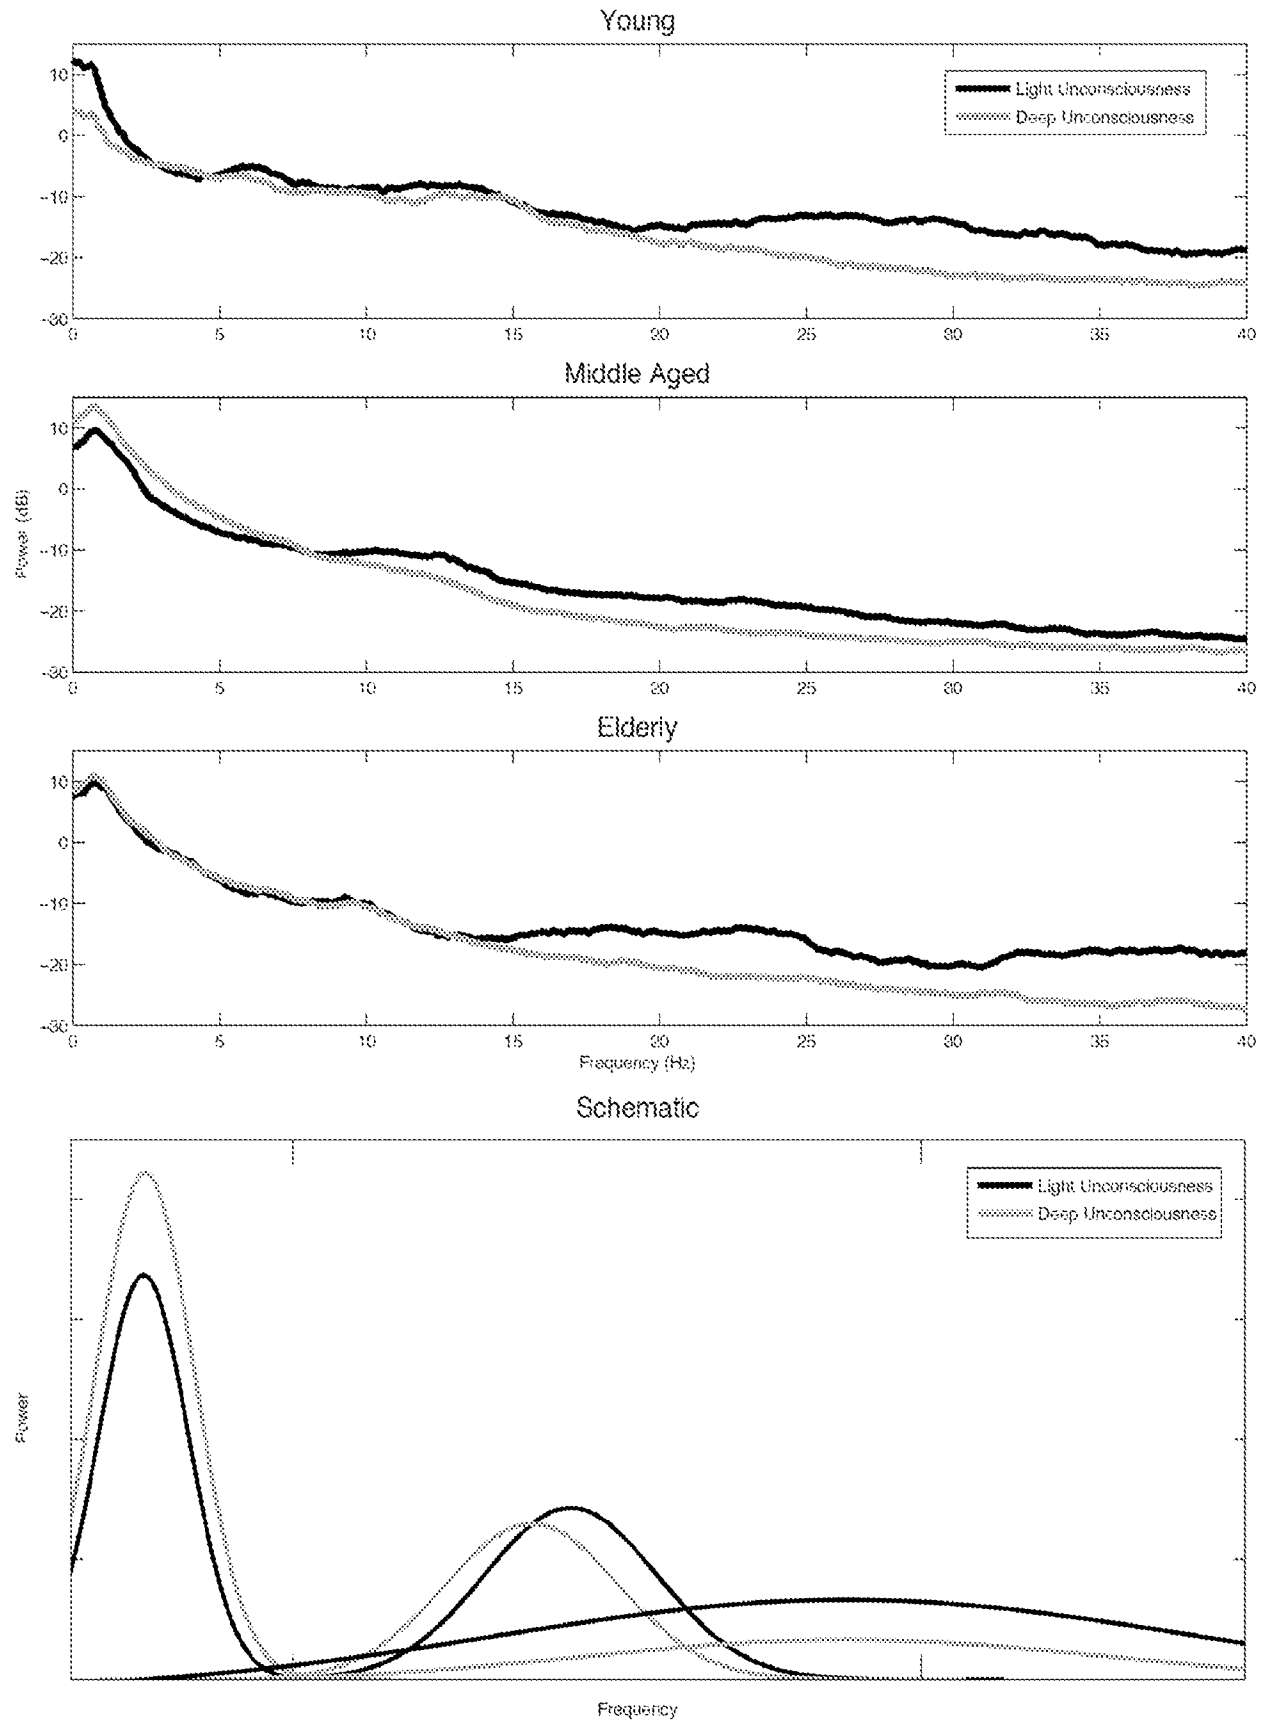 Young
10
Light Unconsciousness
Deep Unconsciousness
0
-10
-20
-30
0 5 10 15 20 25 30 35 40
Middle Aged
10
0
Power (dB)
-10
-20
-30
0 5 10 15 20 25 30 35 40
Elderly
10
0
-10
-20
-30
0 5 10 15 20 25 30 35 40
Frequency (Hz)
Schematic
Light Unconsciousness
Deep Unconsciousness
Power
Frequency